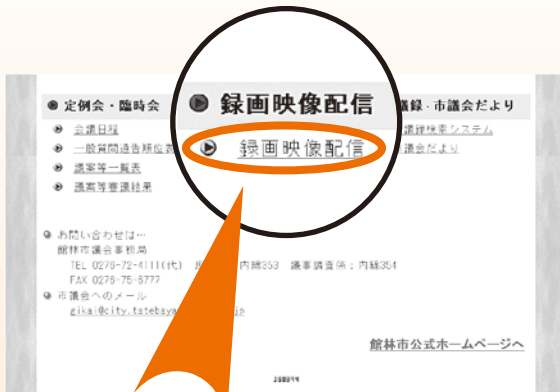 定例会・臨時会
録画映像配信
議録・市議会だより
会議日程
録画映像配信
議録検索システム
一般質問通告順位表
議会だより
議案等一覧表
議案等審議結果
お問い合わせは…
館林市議会事務局
TEL 0276-72-4111(代)
内線353 議事調査係：内線354
FAX 0276-75-6777
市議会へのメール
gikai@city.tatebaya
jp
館林市公式ホームページへ